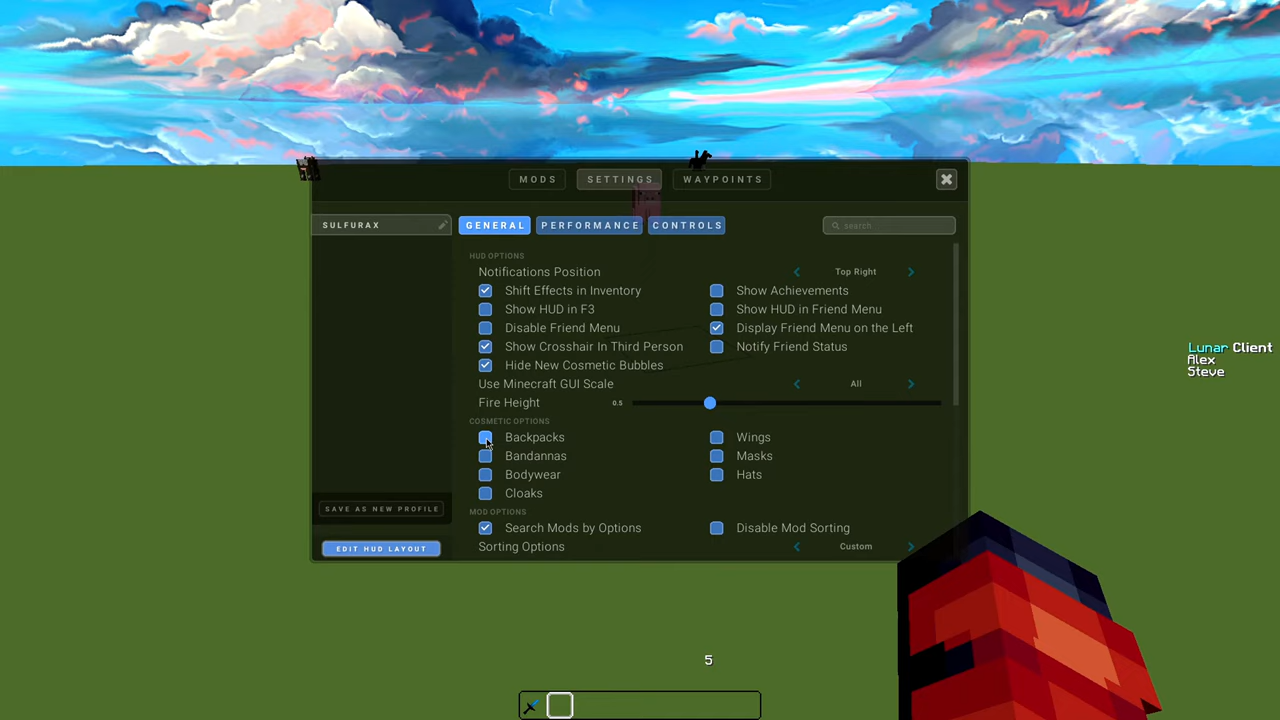 MODS SETTINGS WAYPOINTS
SULFURAX
GENERAL PERFORMANCE CONTROLS
search
HUD OPTIONS
Notifications Position Top Right
Shift Effects in Inventory Show Achievements
Show HUD in F3 Show HUD in Friend Menu
Disable Friend Menu Display Friend Menu on the Left
Show Crosshair In Third Person Notify Friend Status
Hide New Cosmetic Bubbles
Use Minecraft GUI Scale All
Fire Height 0.5
COSMETIC OPTIONS
Backpacks Wings
Bandannas Masks
Bodywear Hats
Cloaks
MOD OPTIONS
Search Mods by Options Disable Mod Sorting
Sorting Options Custom
SAVE AS NEW PROFILE
EDIT HUD LAYOUT
Lunar Client
Alex
Steve
5